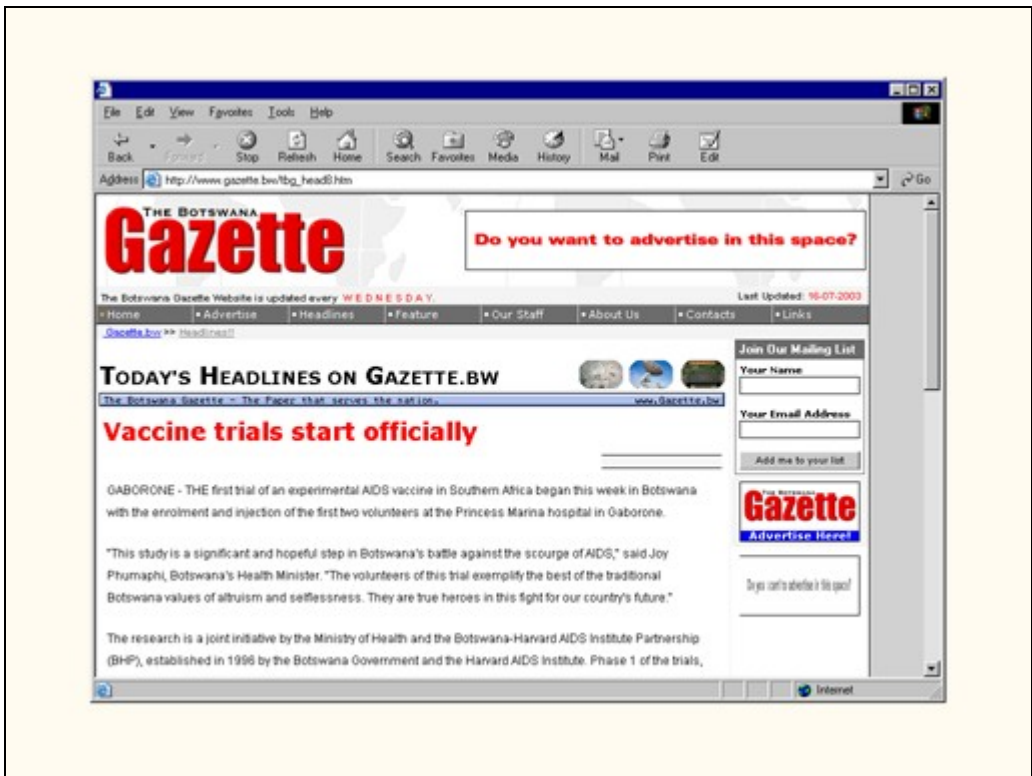 File Edit View Favorites Tools Help
Back Forward Stop Refresh Home Search Favorites Media History Mail Print Edit
Address http://www.gazette.bw/tbg_head8.htm Go
THE BOTSWANA
Gazette
Do you want to advertise in this space?
The Botswana Gazette Website is updated every WEDNESDAY.
Last Updated: 16-07-2003
Home Advertise Headlines Feature Our Staff About Us Contacts Links
Gazette.bw >> Headlines!!
TODAY'S HEADLINES ON GAZETTE.BW
The Botswana Gazette - The Paper that serves the nation. www.Gazette.bw
Vaccine trials start officially
GABORONE - THE first trial of an experimental AIDS vaccine in Southern Africa began this week in Botswana
with the enrolment and injection of the first two volunteers at the Princess Marina hospital in Gaborone.
"This study is a significant and hopeful step in Botswana's battle against the scourge of AIDS," said Joy
Phumaphi, Botswana's Health Minister. "The volunteers of this trial exemplify the best of the traditional
Botswana values of altruism and selflessness. They are true heroes in this fight for our country's future."
The research is a joint initiative by the Ministry of Health and the Botswana-Harvard AIDS Institute Partnership
(BHP), established in 1996 by the Botswana Government and the Harvard AIDS Institute. Phase 1 of the trials,
Join Our Mailing List
Your Name
Your Email Address
Add me to your list
THE BOTSWANA
Gazette
Advertise Here!
Do you want to advertise in this space?
Internet